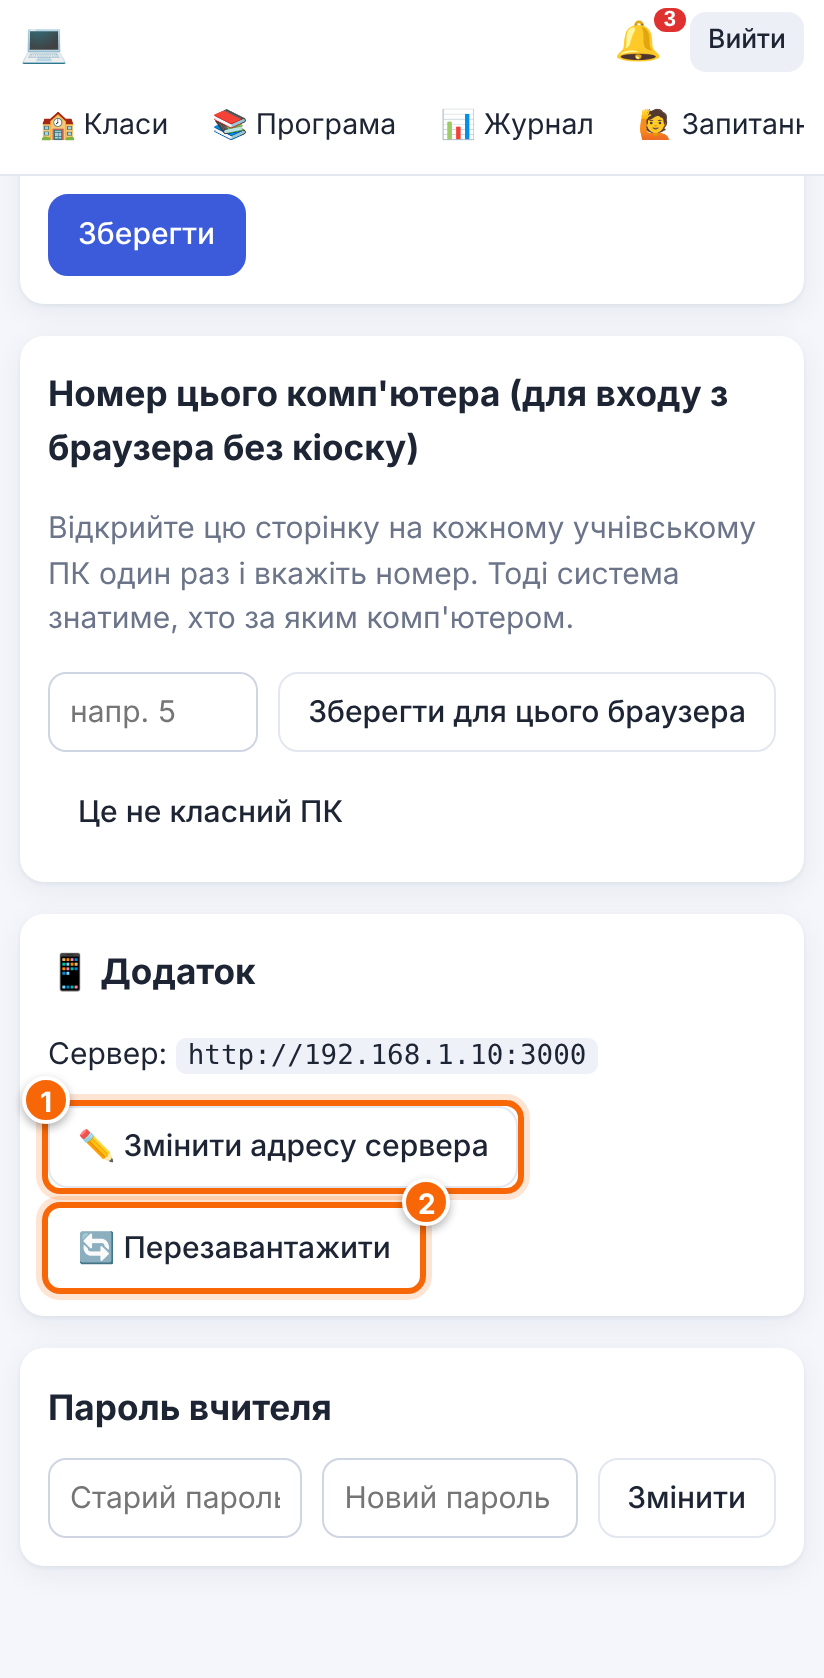 3
Вийти
Класи
Програма
Журнал
Зберегти
Номер цього комп'ютера (для входу з
браузера без кіоску)
Відкрийте цю сторінку на кожному учнівському
ПК один раз і вкажіть номер. Тоді система
знатиме, хто за яким комп'ютером.
напр. 5
Зберегти для цього браузера
Це не класний ПК
Додаток
Сервер: http://192.168.1.10:3000
1
Змінити адресу сервера
2
Перезавантажити
Пароль вчителя
Старий пароль
Новий пароль
Змінити